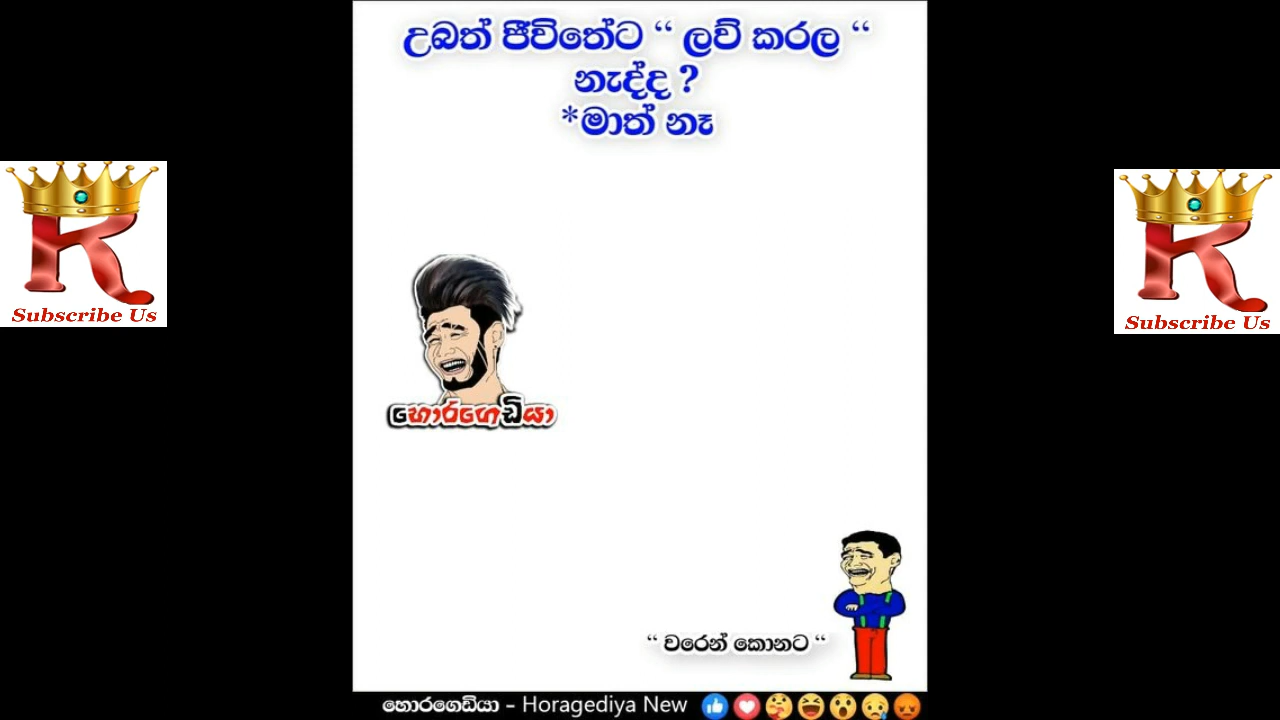 උබත් ජීවිතේට “ ලව් කරල “
නැද්ද ?
*මාත් නෑ
Subscribe Us
Subscribe Us
හොරගෙඩියා
“ වරෙන් කොනට “
හොරගෙඩියා - Horagediya New